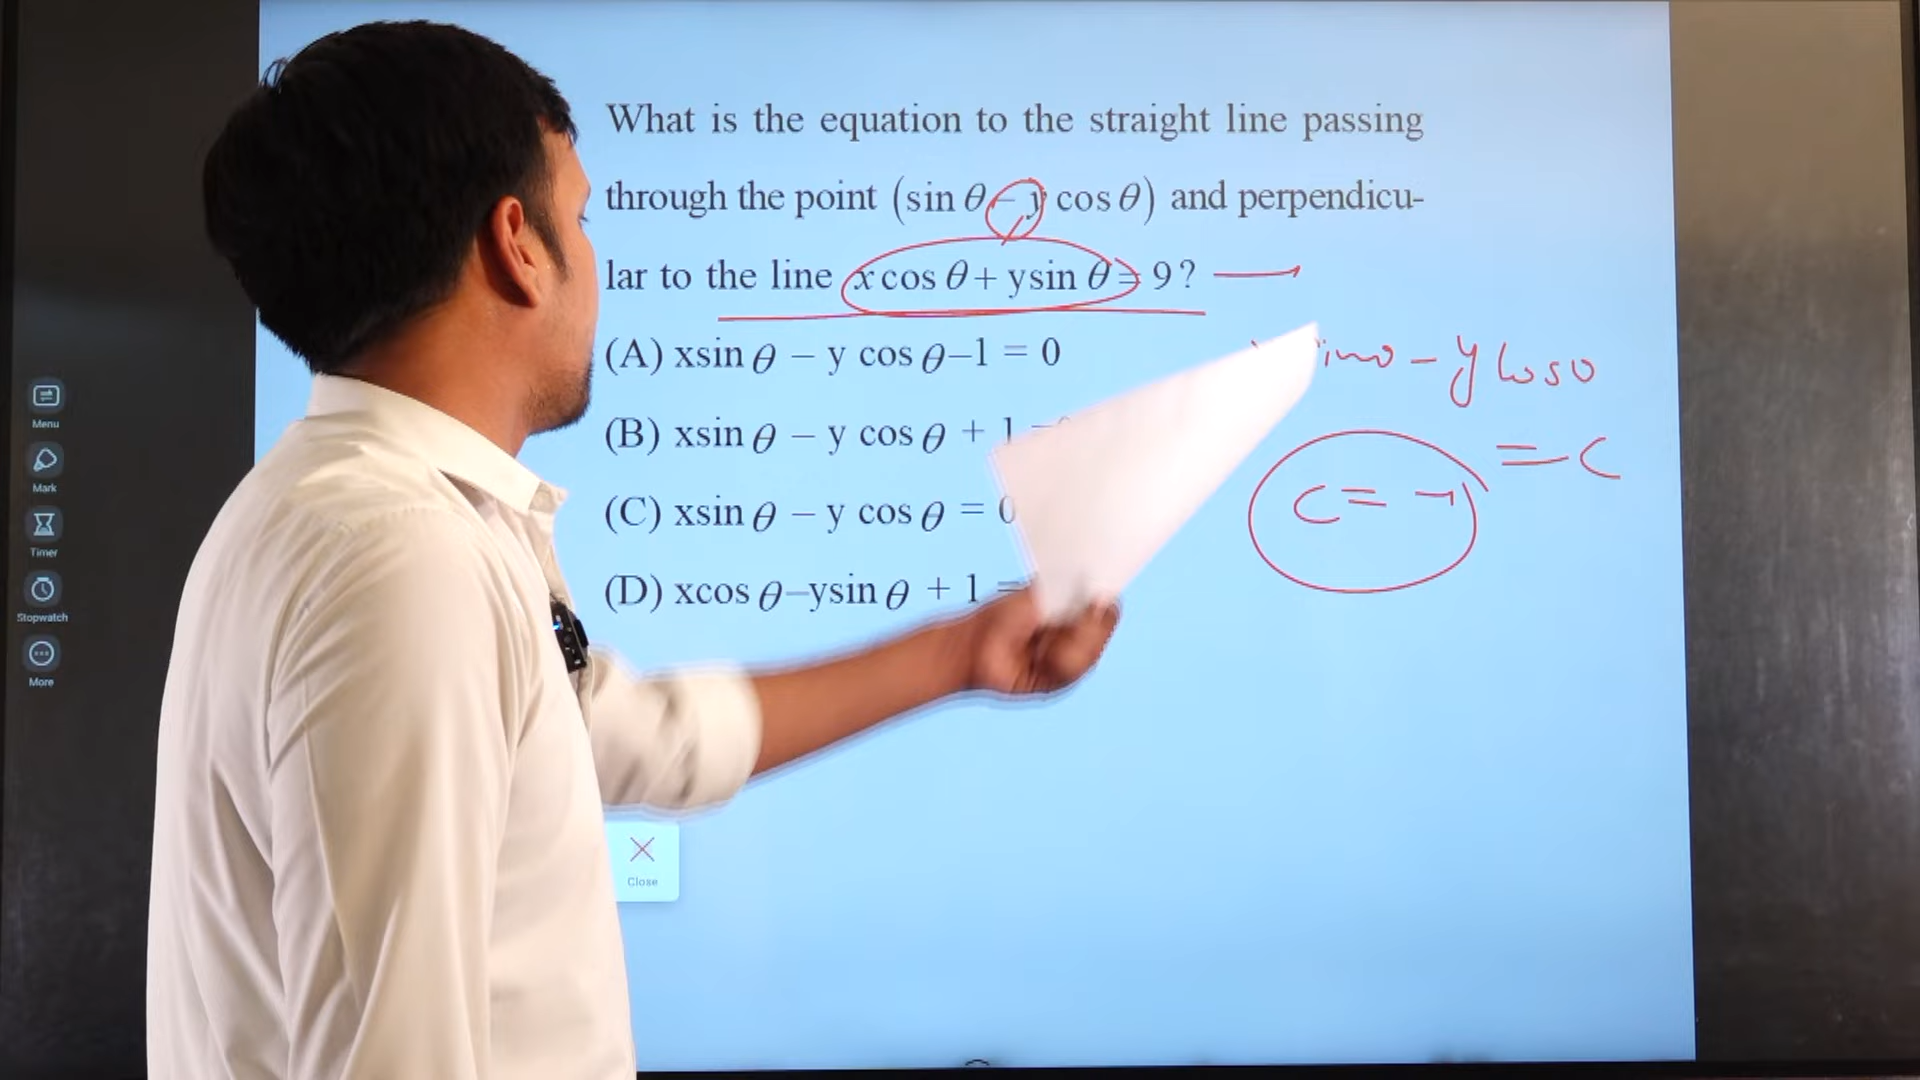 What is the equation to the straight line passing
through the point (sin θ – y cos θ) and perpendicu-
lar to the line x cos θ + ysin θ = 9?
(A) xsin θ – y cos θ –1 = 0
(B) xsin θ – y cos θ + 1
(C) xsin θ – y cos θ = 0
(D) xcos θ–ysin θ + 1 =
– y cosθ
= c
c = –1
Menu
Mark
Timer
Stopwatch
More
Close